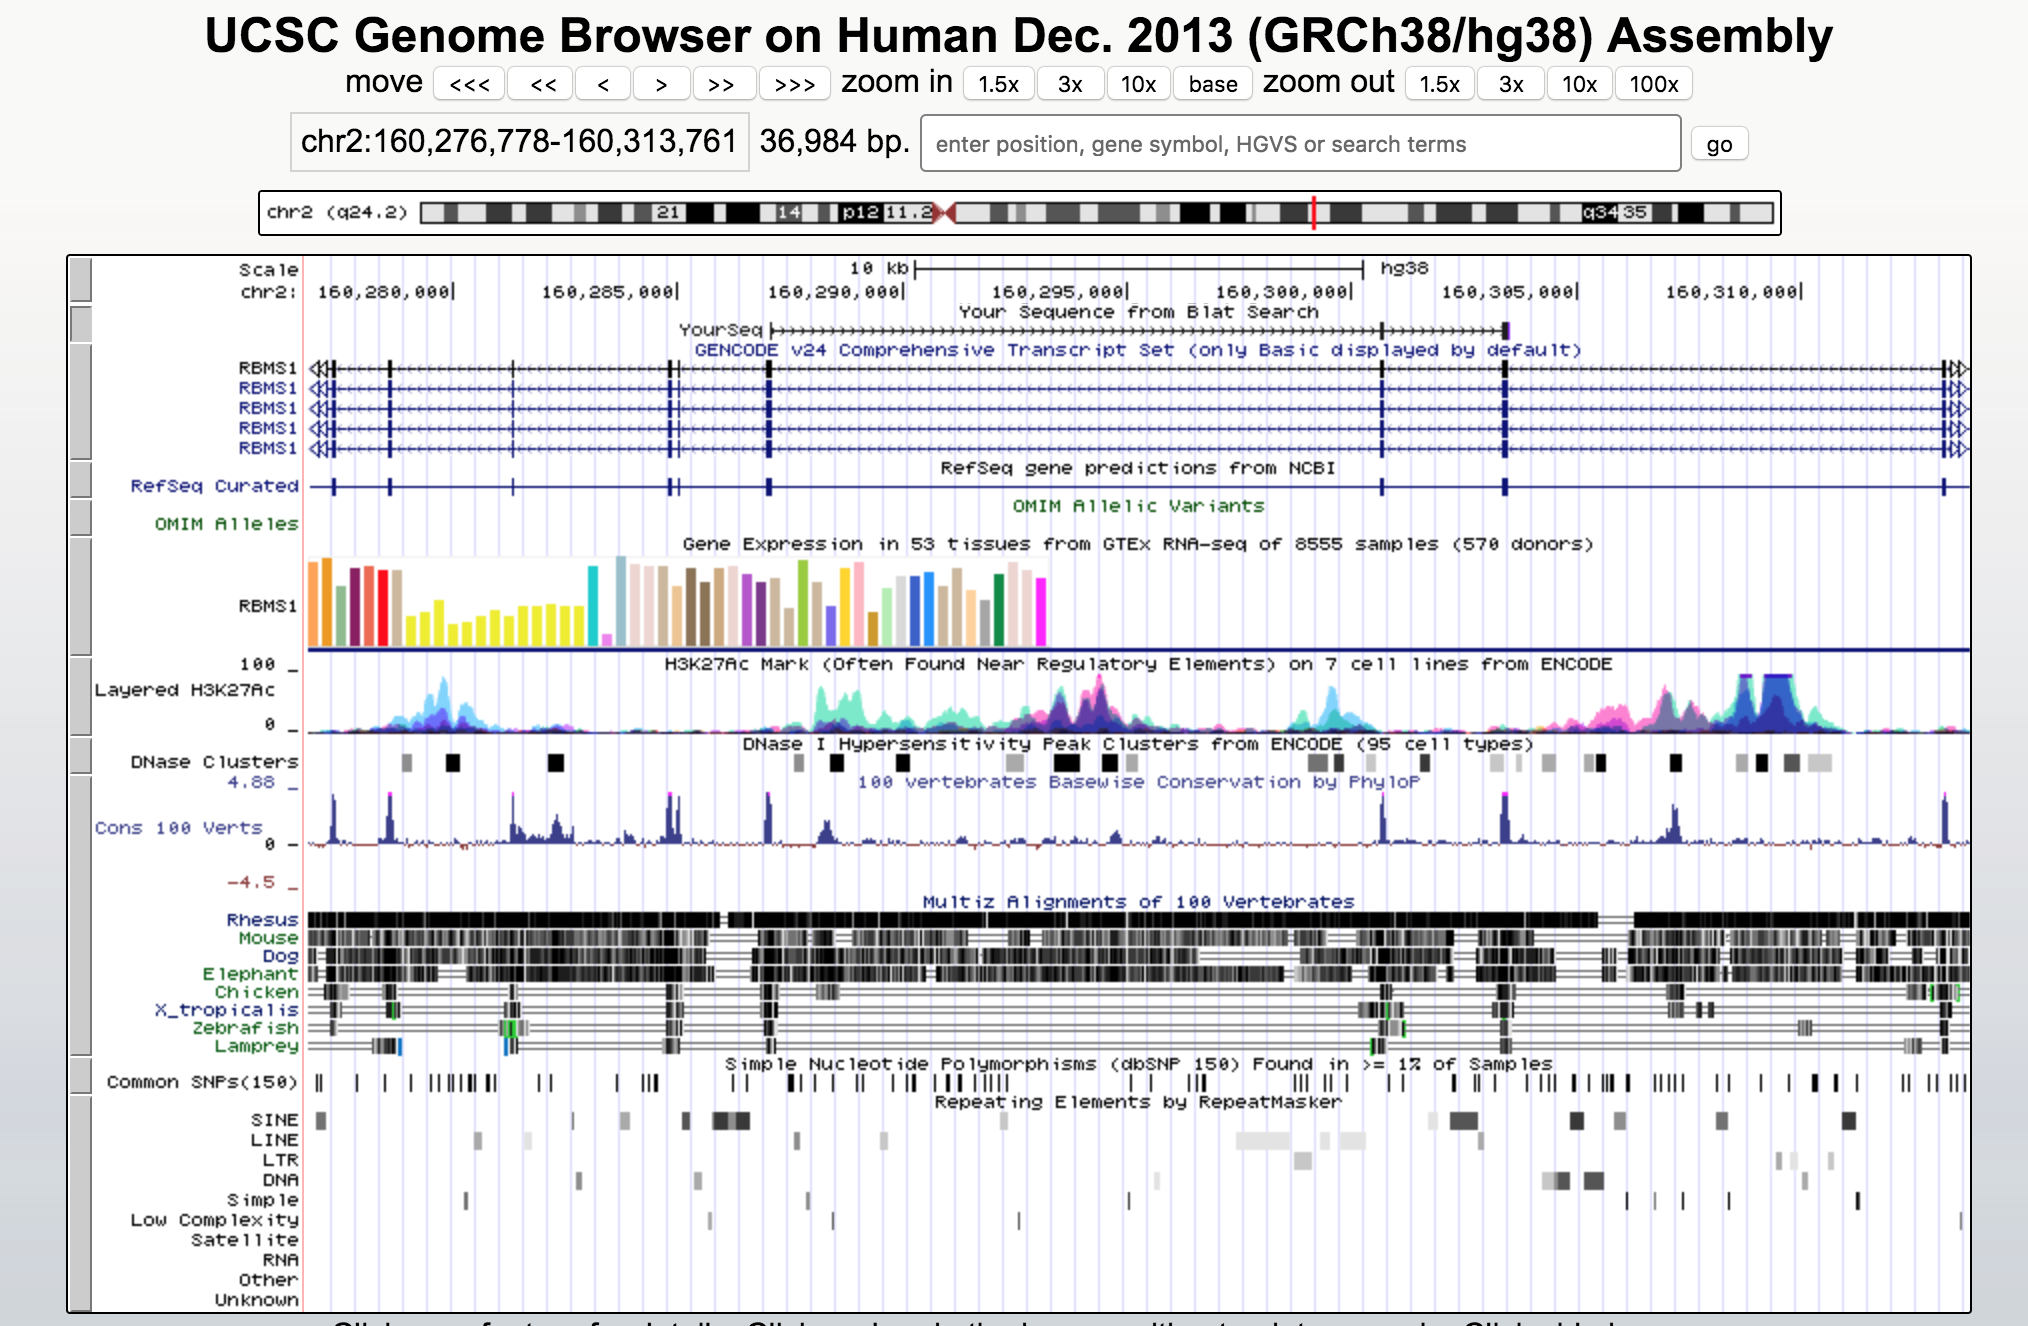 UCSC Genome Browser on Human Dec. 2013 (GRCh38/hg38) Assembly
move <<< << < > >> >>> zoom in 1.5x 3x 10x base zoom out 1.5x 3x 10x 100x
chr2:160,276,778-160,313,761 36,984 bp. enter position, gene symbol, HGVS or search terms go
chr2 (q24.2) 21 14 p12 11.2 q34 35
Scale 10 kb hg38
chr2: 160,280,000 160,285,000 160,290,000 160,295,000 160,300,000 160,305,000 160,310,000
Your Sequence from Blat Search
YourSeq
GENCODE v24 Comprehensive Transcript Set (only Basic displayed by default)
RBMS1
RBMS1
RBMS1
RBMS1
RBMS1
RefSeq gene predictions from NCBI
RefSeq Curated
OMIM Allelic Variants
OMIM Alleles
Gene Expression in 53 tissues from GTEx RNA-seq of 8555 samples (570 donors)
RBMS1
H3K27Ac Mark (Often Found Near Regulatory Elements) on 7 cell lines from ENCODE
100 _
Layered H3K27Ac
0 _
DNase I Hypersensitivity Peak Clusters from ENCODE (95 cell types)
DNase Clusters
100 vertebrates Basewise Conservation by PhyloP
4.88 _
Cons 100 Verts
0 -
-4.5 _
Multiz Alignments of 100 Vertebrates
Rhesus
Mouse
Dog
Elephant
Chicken
X_tropicalis
Zebrafish
Lamprey
Simple Nucleotide Polymorphisms (dbSNP 150) Found in >= 1% of Samples
Common SNPs(150)
Repeating Elements by RepeatMasker
SINE
LINE
LTR
DNA
Simple
Low Complexity
Satellite
RNA
Other
Unknown